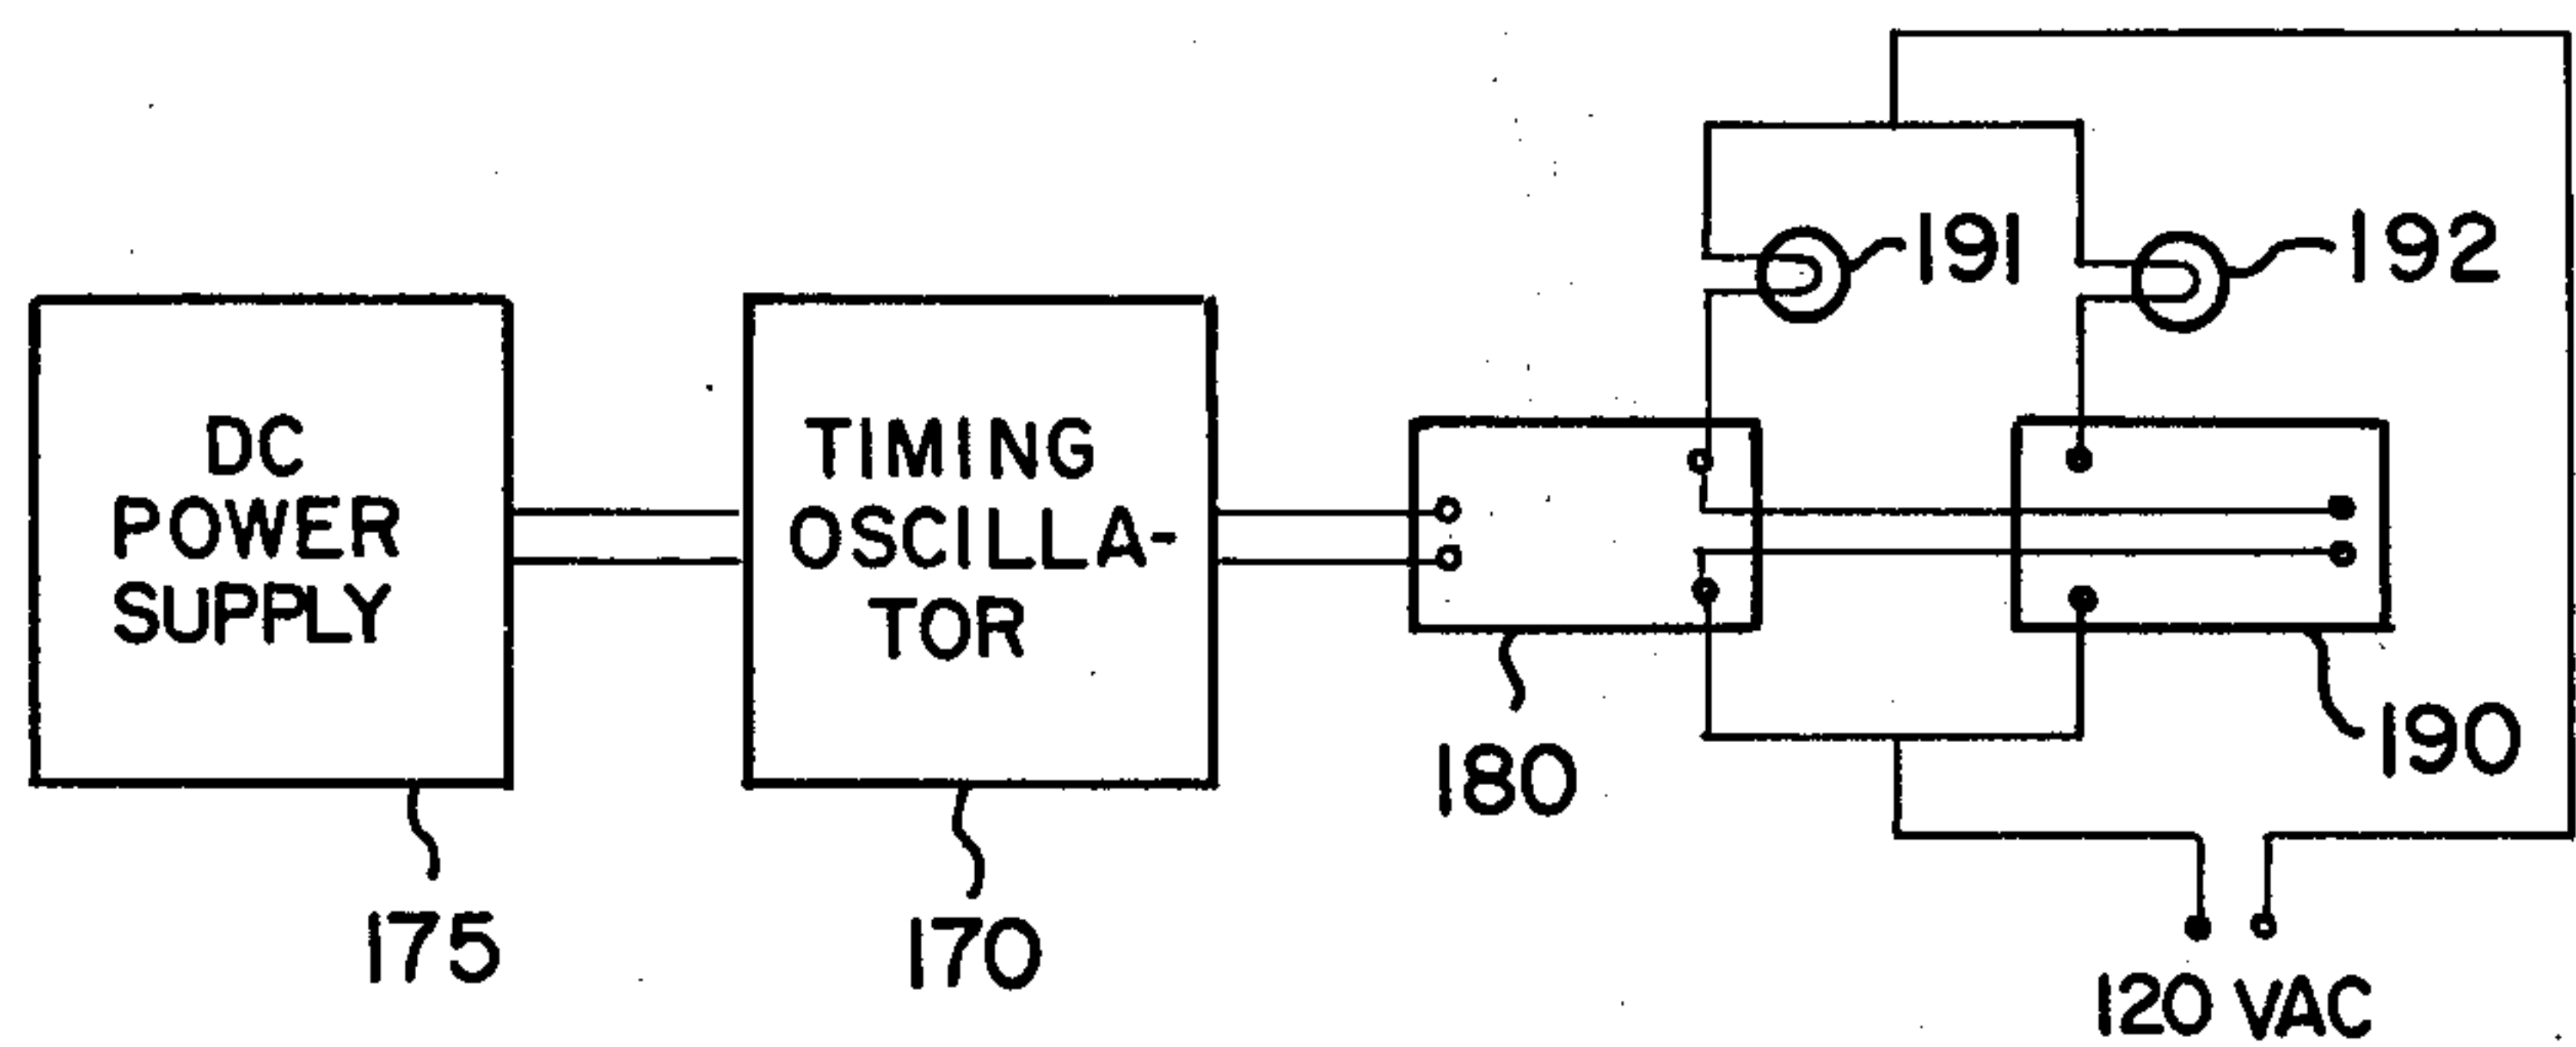 191
192
DC
POWER
SUPPLY
TIMING
OSCILLA-
TOR
180
190
175
170
120 VAC